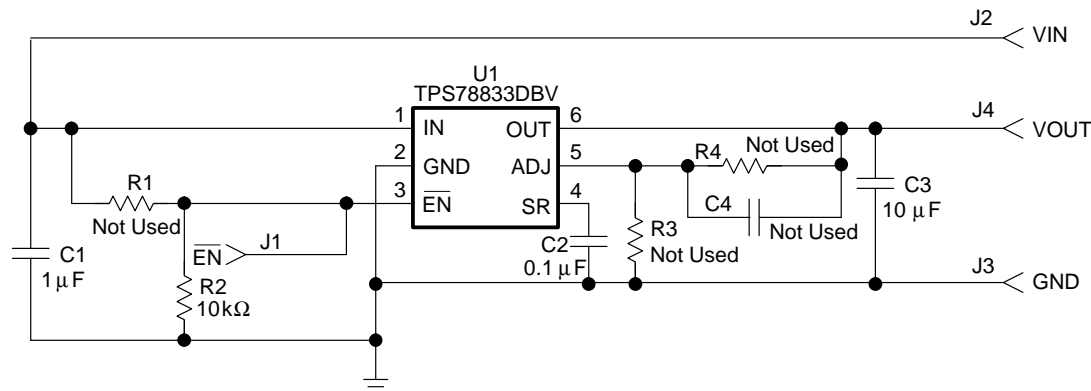 J2
VIN
U1
TPS78833DBV
1
IN
OUT
6
J4
VOUT
2
GND
ADJ
5
R4
Not Used
3
EN
SR
4
R1
Not Used
C4
Not Used
C3
10 µF
J1
EN
C1
1 µF
R2
10kΩ
C2
0.1 µF
R3
Not Used
J3
GND